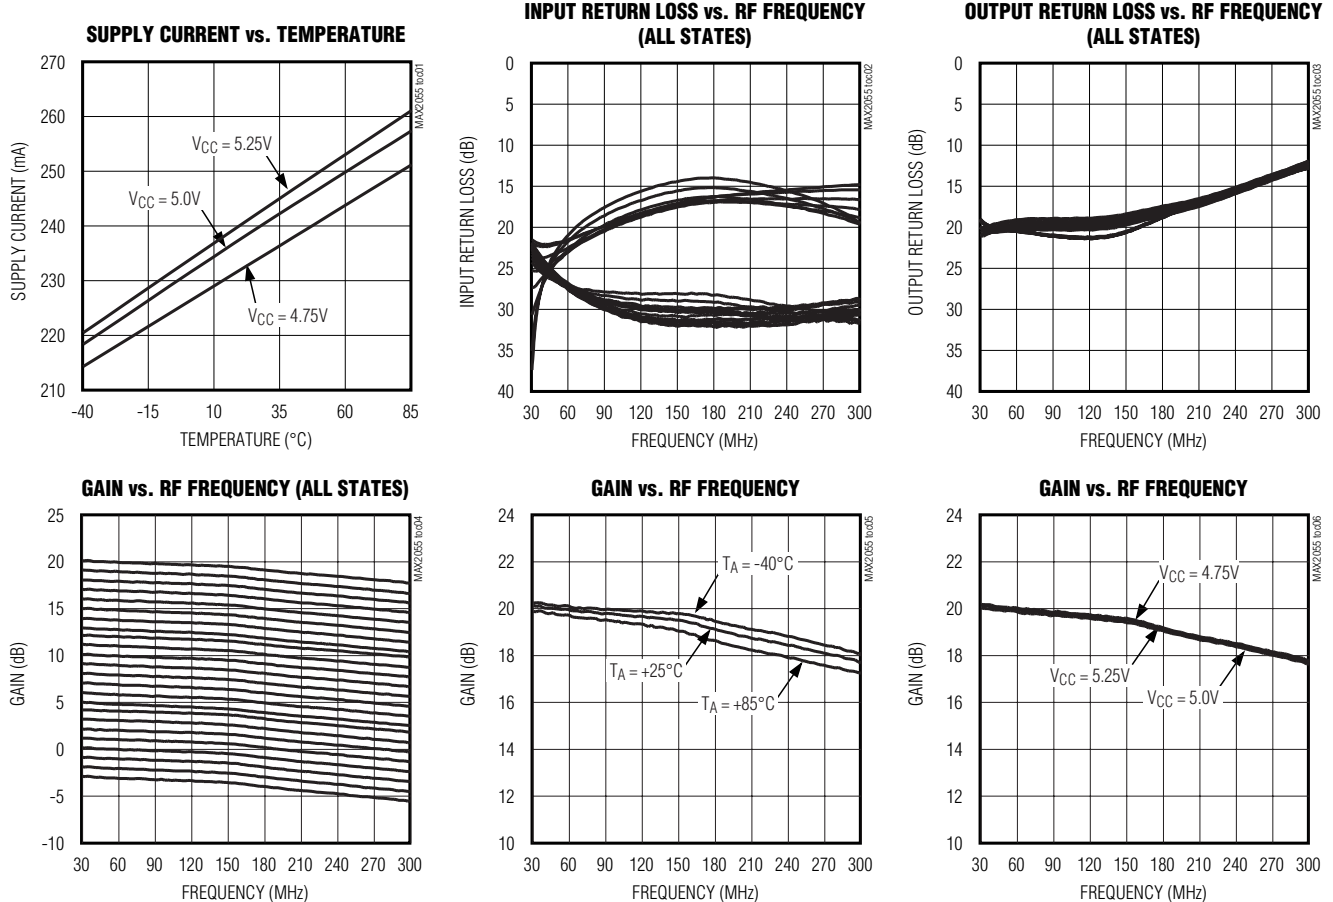 SUPPLY CURRENT vs. TEMPERATURE
270
260
250
240
230
220
210
-40 -15 10 35 60 85
SUPPLY CURRENT (mA)
TEMPERATURE (°C)
VCC = 5.25V
VCC = 5.0V
VCC = 4.75V
MAX2055 toc01
INPUT RETURN LOSS vs. RF FREQUENCY
(ALL STATES)
0
5
10
15
20
25
30
35
40
30 60 90 120 150 180 210 240 270 300
INPUT RETURN LOSS (dB)
FREQUENCY (MHz)
MAX2055 toc02
OUTPUT RETURN LOSS vs. RF FREQUENCY
(ALL STATES)
0
5
10
15
20
25
30
35
40
30 60 90 120 150 180 210 240 270 300
OUTPUT RETURN LOSS (dB)
FREQUENCY (MHz)
MAX2055 toc03
GAIN vs. RF FREQUENCY (ALL STATES)
25
20
15
10
5
0
-5
-10
30 60 90 120 150 180 210 240 270 300
GAIN (dB)
FREQUENCY (MHz)
MAX2055 toc04
GAIN vs. RF FREQUENCY
24
22
20
18
16
14
12
10
30 60 90 120 150 180 210 240 270 300
GAIN (dB)
FREQUENCY (MHz)
TA = -40°C
TA = +25°C
TA = +85°C
MAX2055 toc05
GAIN vs. RF FREQUENCY
24
22
20
18
16
14
12
10
30 60 90 120 150 180 210 240 270 300
GAIN (dB)
FREQUENCY (MHz)
VCC = 4.75V
VCC = 5.25V
VCC = 5.0V
MAX2055 toc06